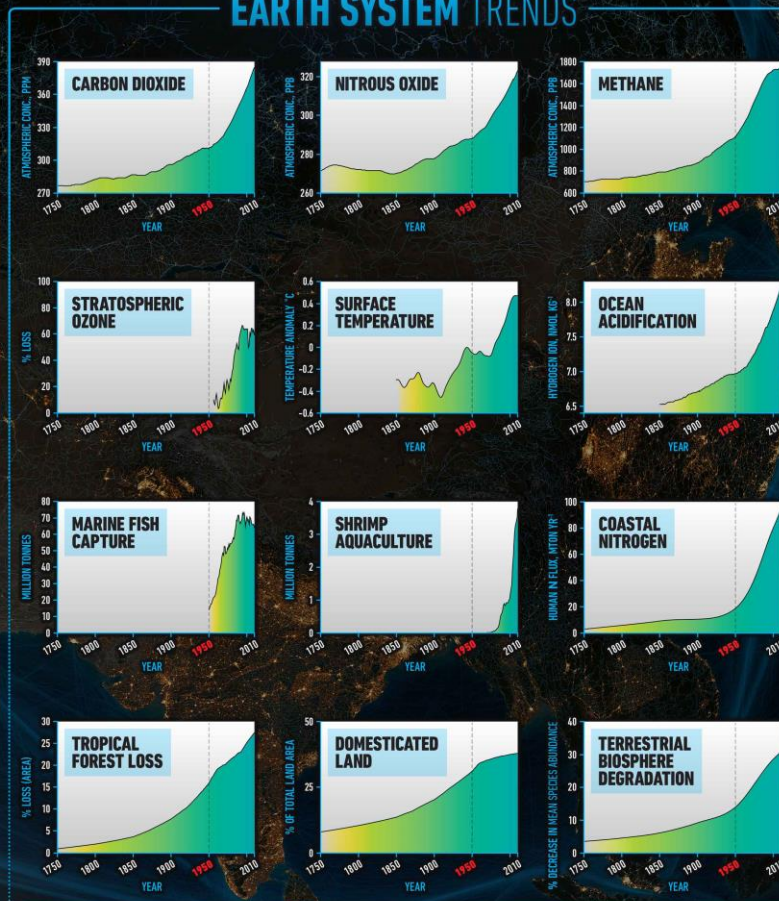 EARTH SYSTEM TRENDS
CARBON DIOXIDE
ATMOSPHERIC CONC., PPM
390
360
330
300
270
1750 1800 1850 1900 1950 2010
YEAR
NITROUS OXIDE
ATMOSPHERIC CONC., PPB
320
300
280
260
1750 1800 1850 1900 1950 2010
YEAR
METHANE
ATMOSPHERIC CONC., PPB
1800
1600
1400
1200
1000
800
600
1750 1800 1850 1900 1950 2010
YEAR
STRATOSPHERIC
OZONE
% LOSS
100
80
60
40
20
0
1750 1800 1850 1900 1950 2010
YEAR
SURFACE
TEMPERATURE
TEMPERATURE ANOMALY °C
0.6
0.4
0.2
0
-0.2
-0.4
-0.6
1750 1800 1850 1900 1950 2010
YEAR
OCEAN
ACIDIFICATION
HYDROGEN ION, NMOL KG-1
8.0
7.5
7.0
6.5
1750 1800 1850 1900 1950 2010
YEAR
MARINE FISH
CAPTURE
MILLION TONNES
80
70
60
50
40
30
20
10
0
1750 1800 1850 1900 1950 2010
YEAR
SHRIMP
AQUACULTURE
MILLION TONNES
4
3
2
1
0
1750 1800 1850 1900 1950 2010
YEAR
COASTAL
NITROGEN
HUMAN N FLUX, MTON YR-1
100
80
60
40
20
0
1750 1800 1850 1900 1950 2010
YEAR
TROPICAL
FOREST LOSS
% LOSS (AREA)
30
25
20
15
10
5
0
1750 1800 1850 1900 1950 2010
YEAR
DOMESTICATED
LAND
% OF TOTAL LAND AREA
50
25
0
1750 1800 1850 1900 1950 2010
YEAR
TERRESTRIAL
BIOSPHERE
DEGRADATION
% DECREASE IN MEAN SPECIES ABUNDANCE
40
30
20
10
0
1750 1800 1850 1900 1950 2010
YEAR